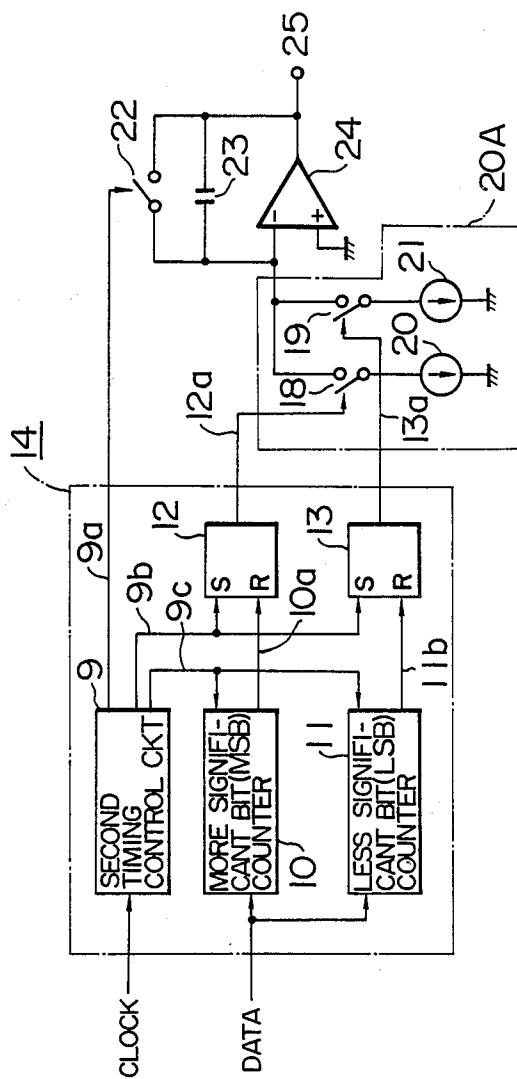 14
9a
22
23
24
25
9
9b
9c
SECOND
TIMING
CONTROL CKT
CLOCK
12
S
R
12a
10a
MORE SIGNIFI-
CANT BIT(MSB)
COUNTER
10
DATA
18
19
-
+
20A
20
21
13
S
R
13a
11
LESS SIGNIFI-
CANT BIT(LSB)
COUNTER
11b